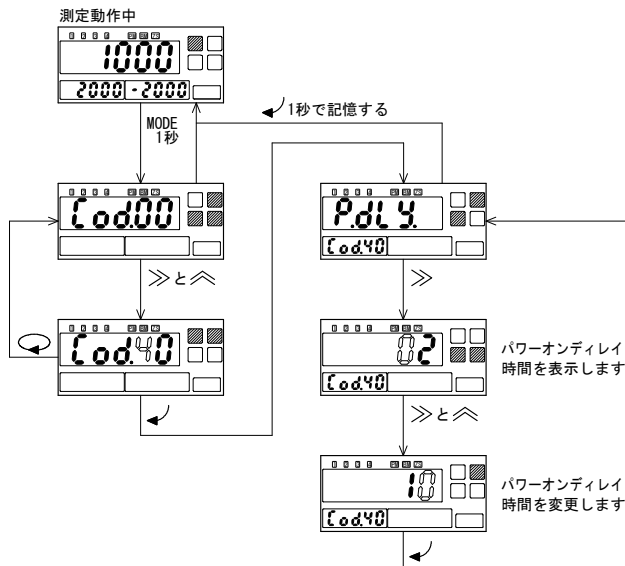 測定動作中
1000
2000 -2000
MODE
1秒
1秒で記憶する
Cod.00
P.dLY.
Cod.40
≫と︽
≫
Cod.40
02
Cod.40
パワーオンディレイ
時間を表示します
≫と︽
10
Cod.40
パワーオンディレイ
時間を変更します